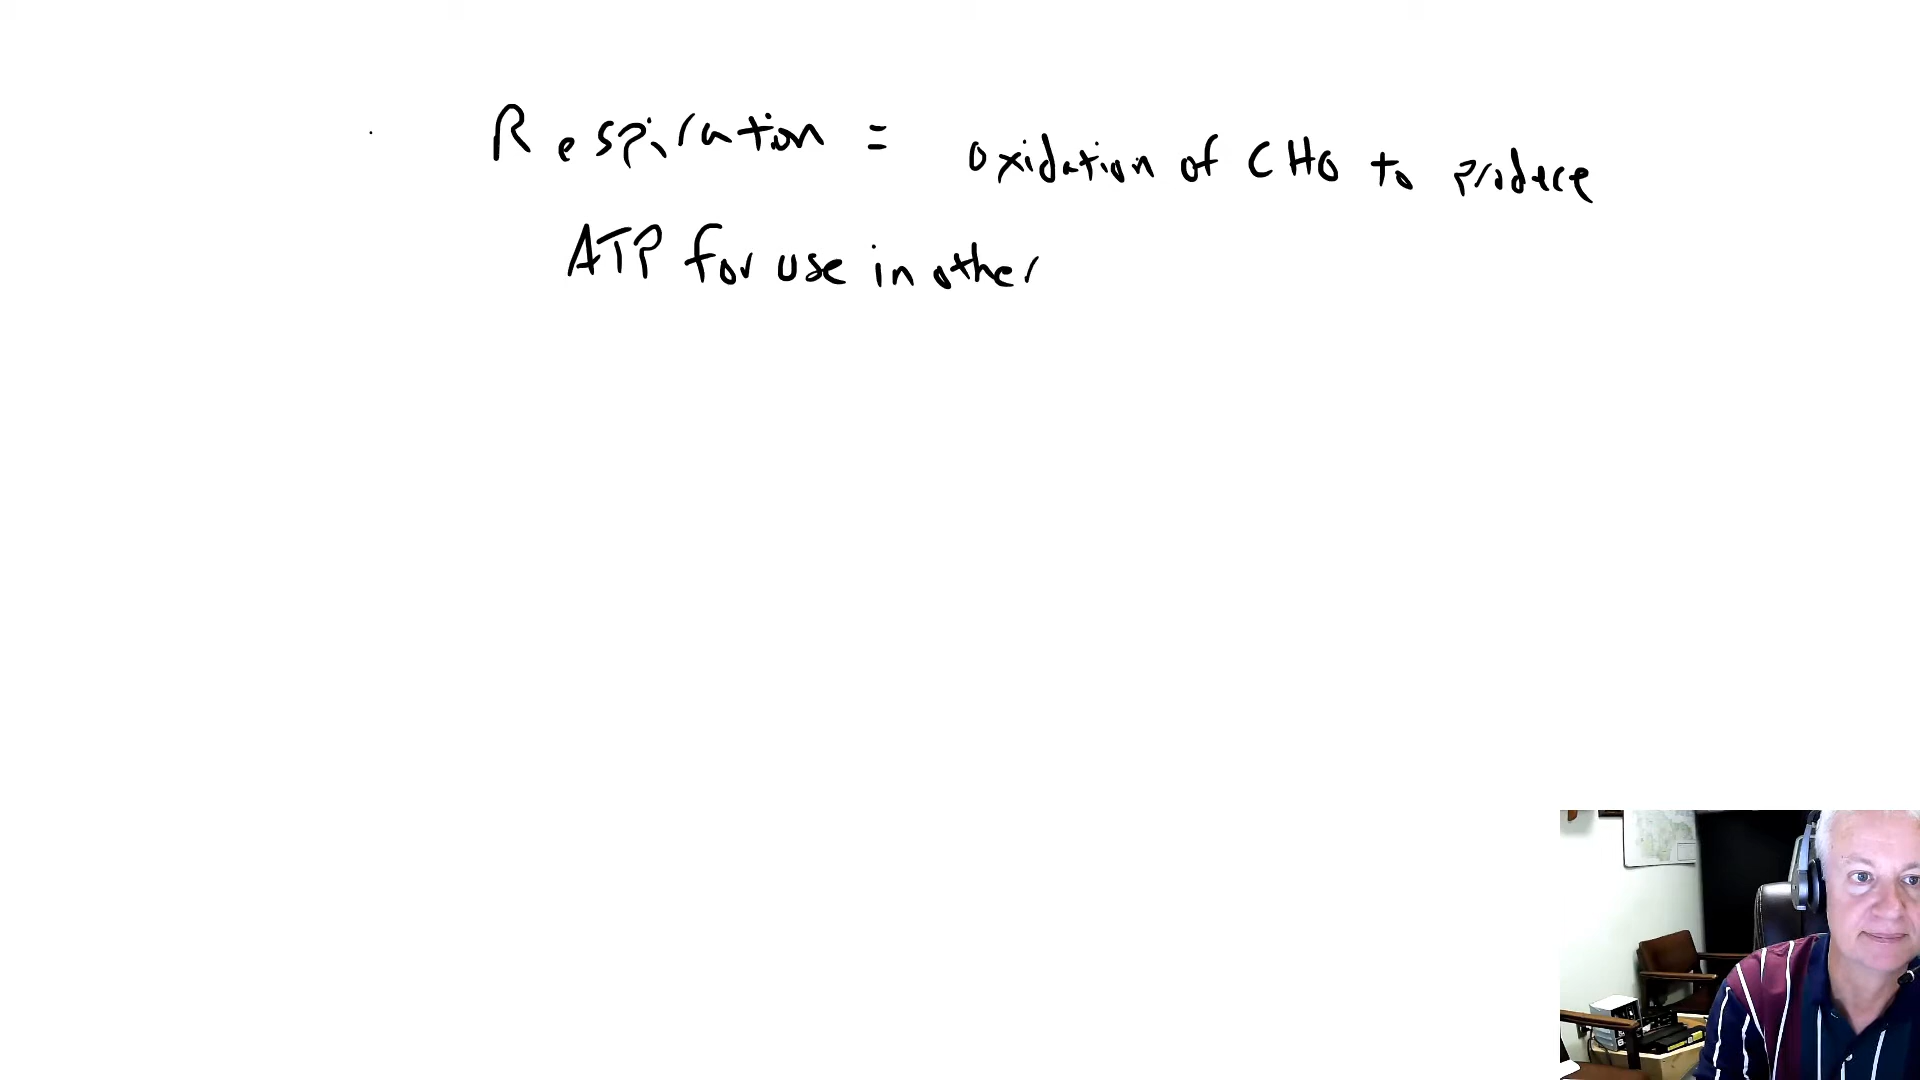 Respiration = oxidation of CHO to produce
ATP for use in other